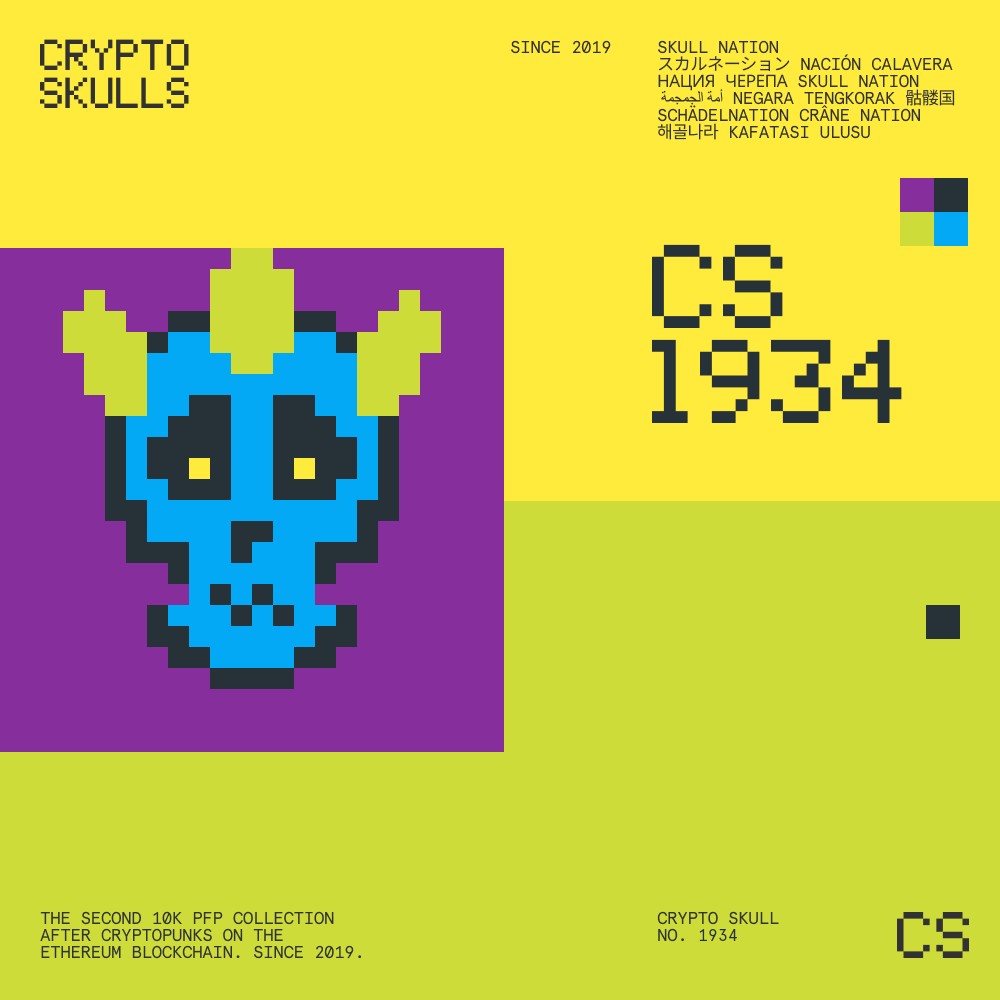 CRYPTO
SKULLS
SINCE 2019
SKULL NATION
スカルネーション NACIÓN CALAVERA
НАЦИЯ ЧЕРЕПА SKULL NATION
أمة الجمجمة NEGARA TENGKORAK 骷髅国
SCHÄDELNATION CRÂNE NATION
해골나라 KAFATASI ULUSU
CS
1934
THE SECOND 10K PFP COLLECTION
AFTER CRYPTOPUNKS ON THE
ETHEREUM BLOCKCHAIN. SINCE 2019.
CRYPTO SKULL
NO. 1934
CS